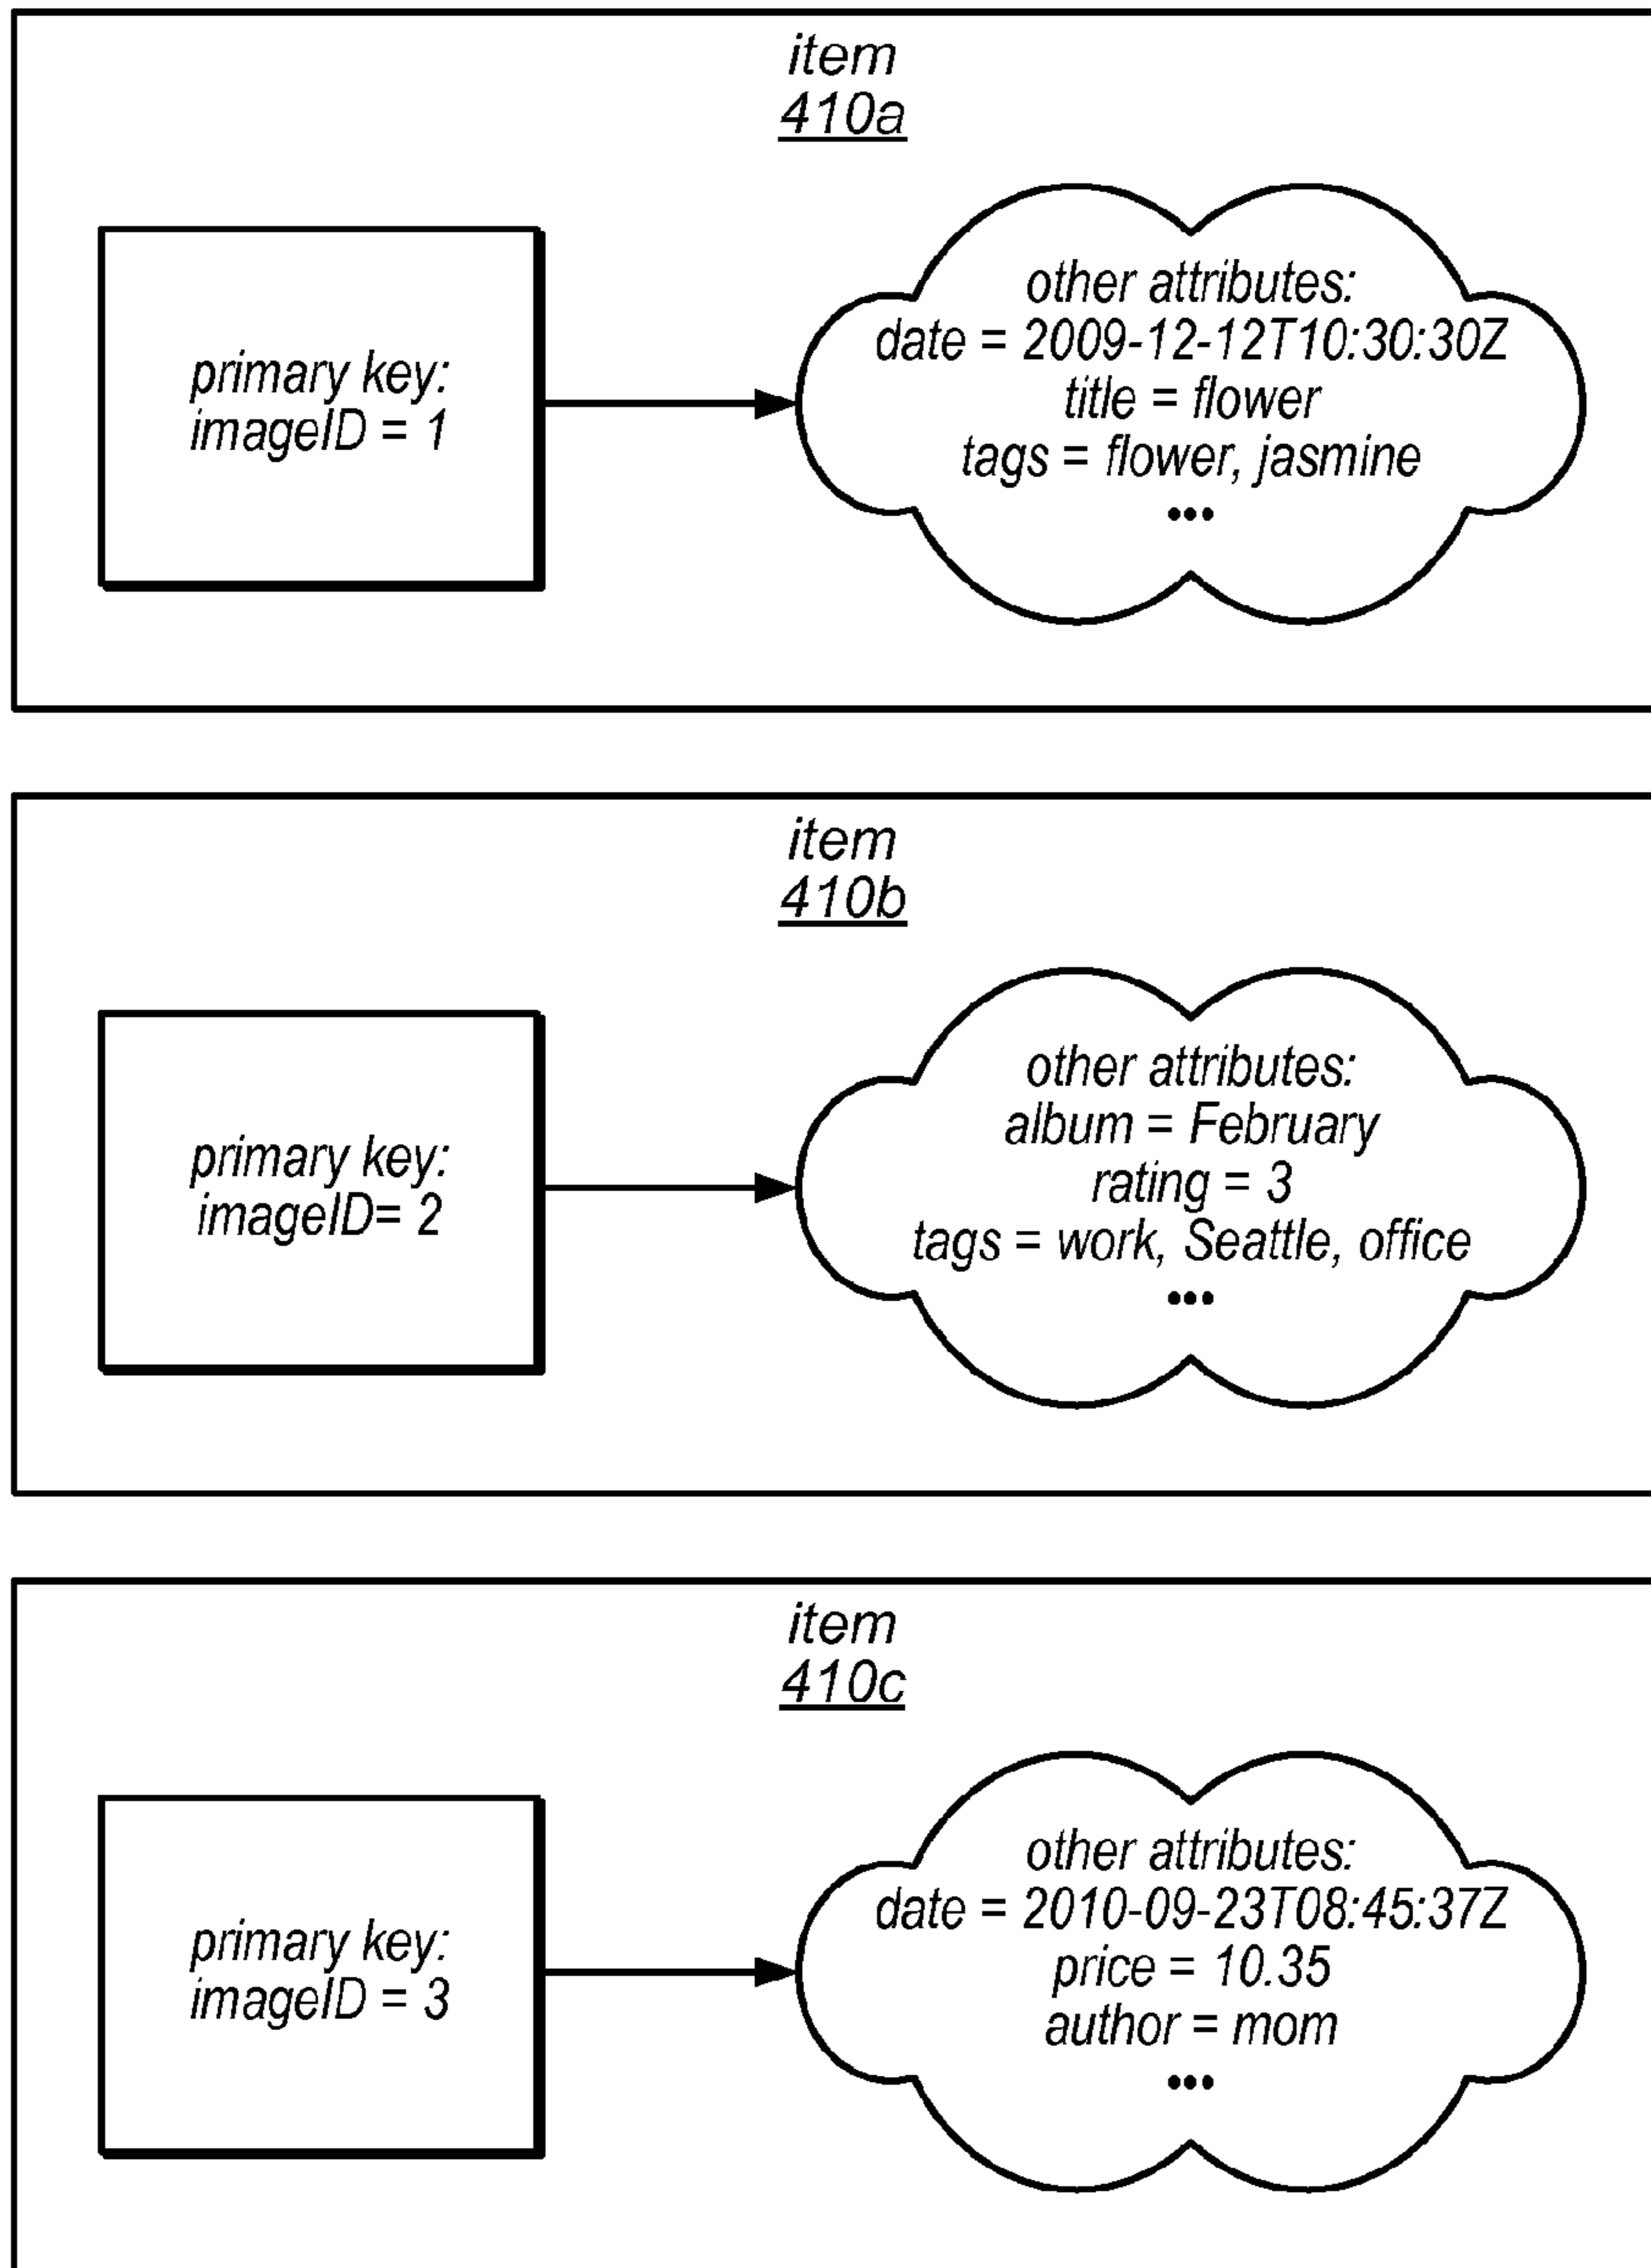 item
410a
primary key:
imageID = 1
other attributes:
date = 2009-12-12T10:30:30Z
title = flower
tags = flower, jasmine
•••
item
410b
primary key:
imageID= 2
other attributes:
album = February
rating = 3
tags = work, Seattle, office
•••
item
410c
primary key:
imageID = 3
other attributes:
date = 2010-09-23T08:45:37Z
price = 10.35
author = mom
•••